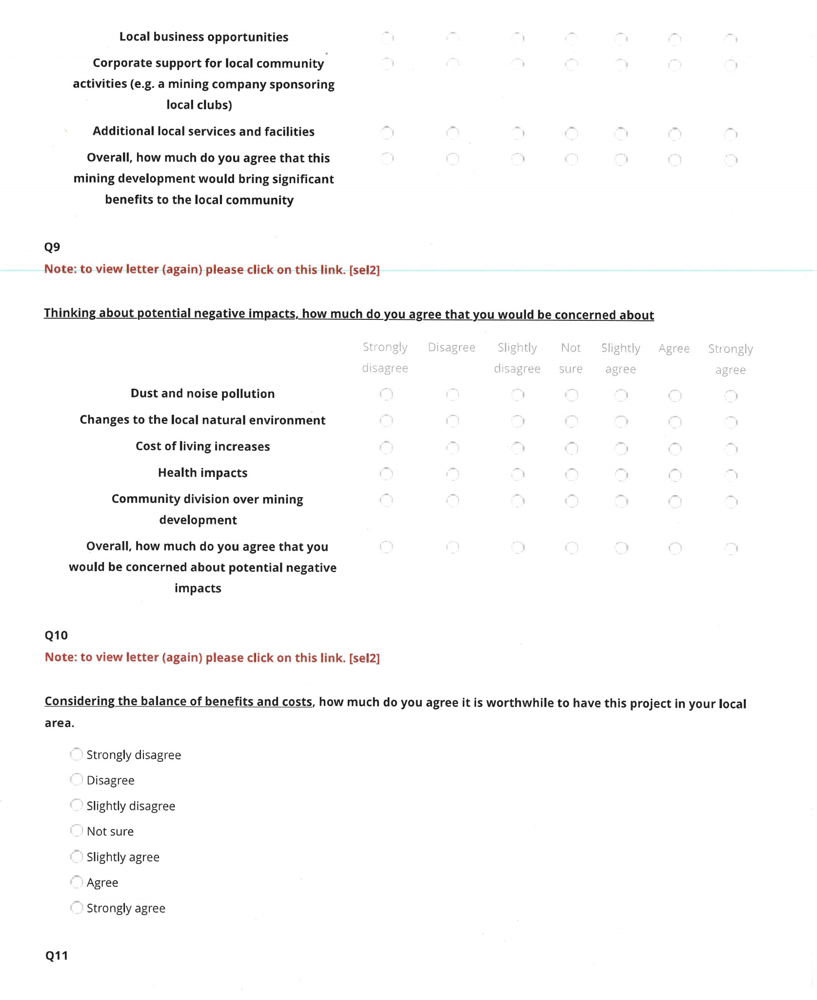 Local business opportunities
Corporate support for local community
activities (e.g. a mining company sponsoring
local clubs)
Additional local services and facilities
Overall, how much do you agree that this
mining development would bring significant
benefits to the local community
Q9
Note: to view letter (again) please click on this link. [sel2]
Thinking about potential negative impacts, how much do you agree that you would be concerned about
Strongly Disagree Slightly Not Slightly Agree Strongly
disagree disagree sure agree agree
Dust and noise pollution
Changes to the local natural environment
Cost of living increases
Health impacts
Community division over mining
development
Overall, how much do you agree that you
would be concerned about potential negative
impacts
Q10
Note: to view letter (again) please click on this link. [sel2]
Considering the balance of benefits and costs, how much do you agree it is worthwhile to have this project in your local
area.
Strongly disagree
Disagree
Slightly disagree
Not sure
Slightly agree
Agree
Strongly agree
Q11